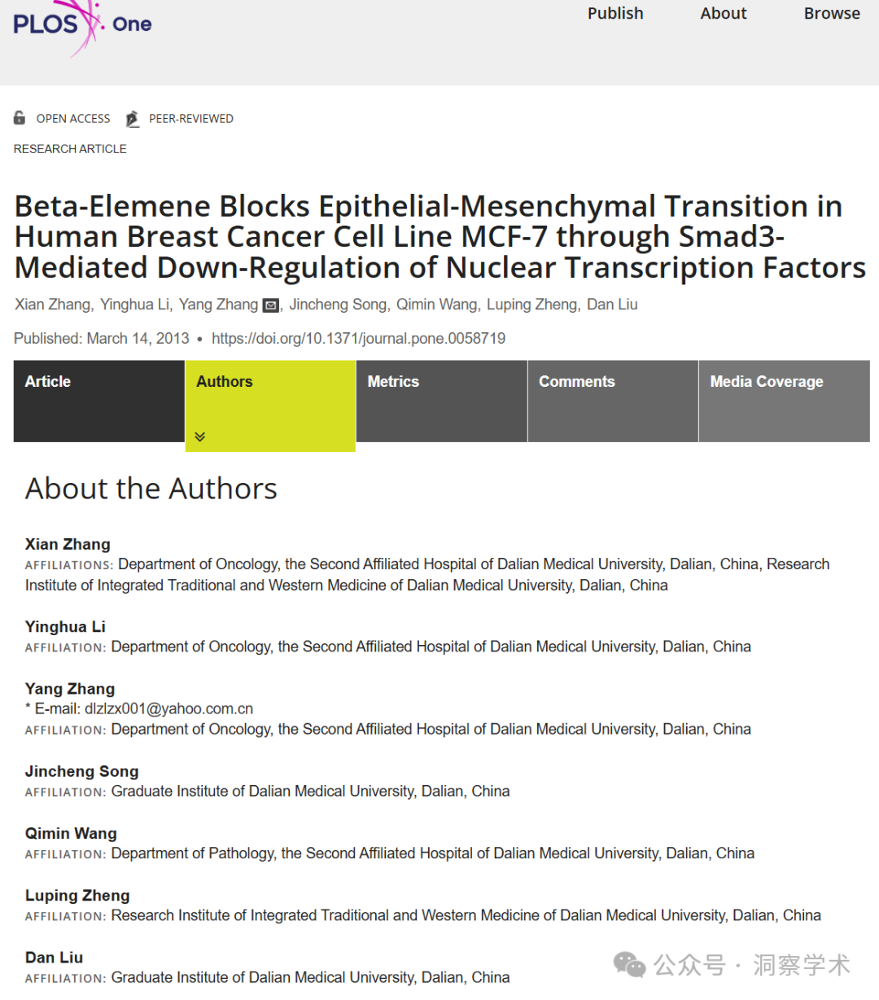 PLOS One
Publish About Browse
OPEN ACCESS PEER-REVIEWED
RESEARCH ARTICLE
Beta-Elemene Blocks Epithelial-Mesenchymal Transition in
Human Breast Cancer Cell Line MCF-7 through Smad3-
Mediated Down-Regulation of Nuclear Transcription Factors
Xian Zhang, Yinghua Li, Yang Zhang, Jincheng Song, Qimin Wang, Luping Zheng, Dan Liu
Published: March 14, 2013 • https://doi.org/10.1371/journal.pone.0058719
Article Authors Metrics Comments Media Coverage
About the Authors
Xian Zhang
AFFILIATIONS: Department of Oncology, the Second Affiliated Hospital of Dalian Medical University, Dalian, China, Research
Institute of Integrated Traditional and Western Medicine of Dalian Medical University, Dalian, China
Yinghua Li
AFFILIATION: Department of Oncology, the Second Affiliated Hospital of Dalian Medical University, Dalian, China
Yang Zhang
* E-mail: dlzlzx001@yahoo.com.cn
AFFILIATION: Department of Oncology, the Second Affiliated Hospital of Dalian Medical University, Dalian, China
Jincheng Song
AFFILIATION: Graduate Institute of Dalian Medical University, Dalian, China
Qimin Wang
AFFILIATION: Department of Pathology, the Second Affiliated Hospital of Dalian Medical University, Dalian, China
Luping Zheng
AFFILIATION: Research Institute of Integrated Traditional and Western Medicine of Dalian Medical University, Dalian, China
Dan Liu
AFFILIATION: Graduate Institute of Dalian Medical University, Dalian, China
公众号 · 洞察学术